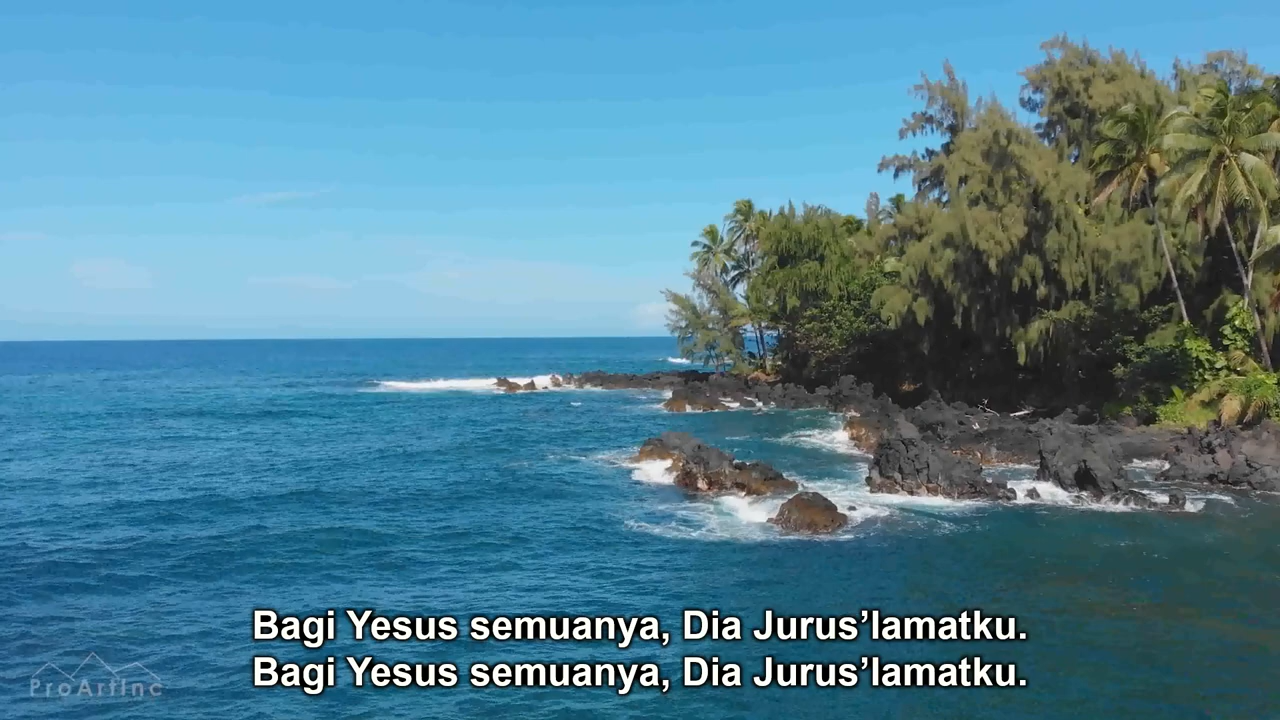 Bagi Yesus semuanya, Dia Jurus’lamatku.
Bagi Yesus semuanya, Dia Jurus’lamatku.
ProArtInc